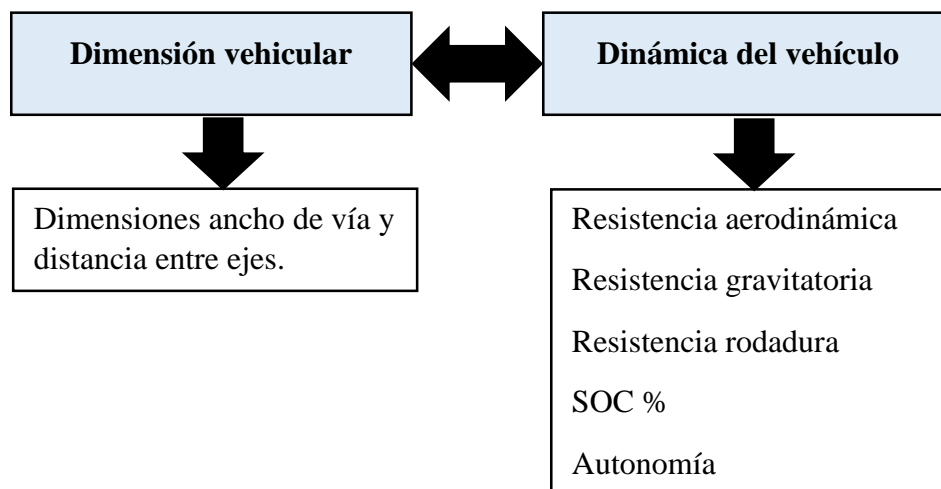 Dimensión vehicular
Dinámica del vehículo
Dimensiones ancho de vía y
distancia entre ejes.
Resistencia aerodinámica
Resistencia gravitatoria
Resistencia rodadura
SOC %
Autonomía